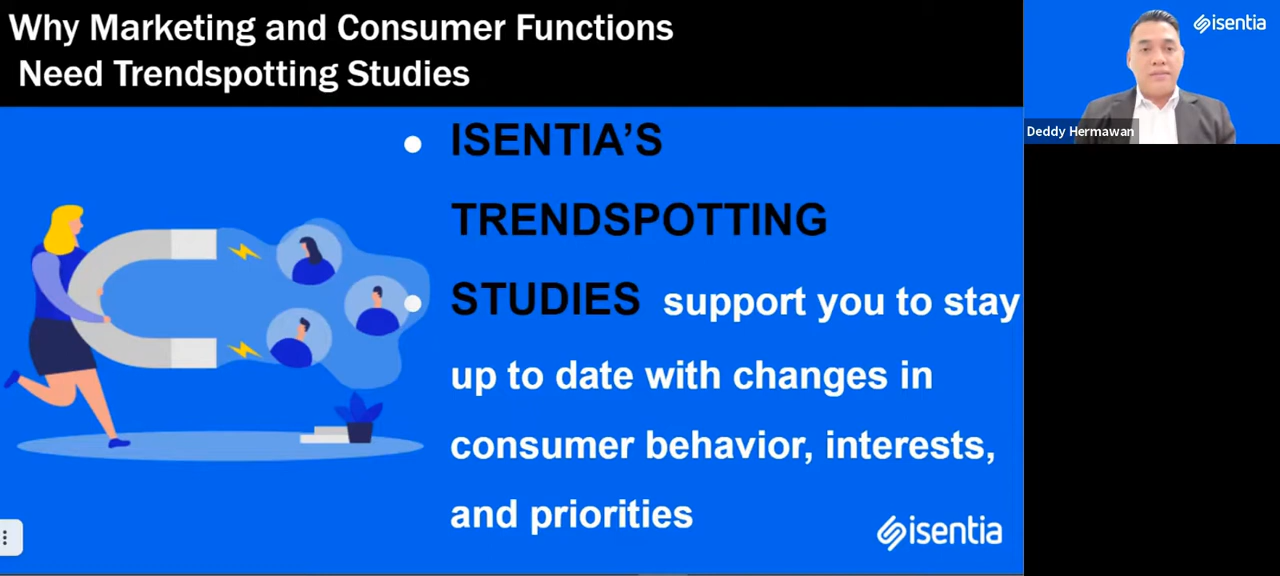 Why Marketing and Consumer Functions
Need Trendspotting Studies
isentia
Deddy Hermawan
ISENTIA’S
TRENDSPOTTING
STUDIES support you to stay
up to date with changes in
consumer behavior, interests,
and priorities
isentia